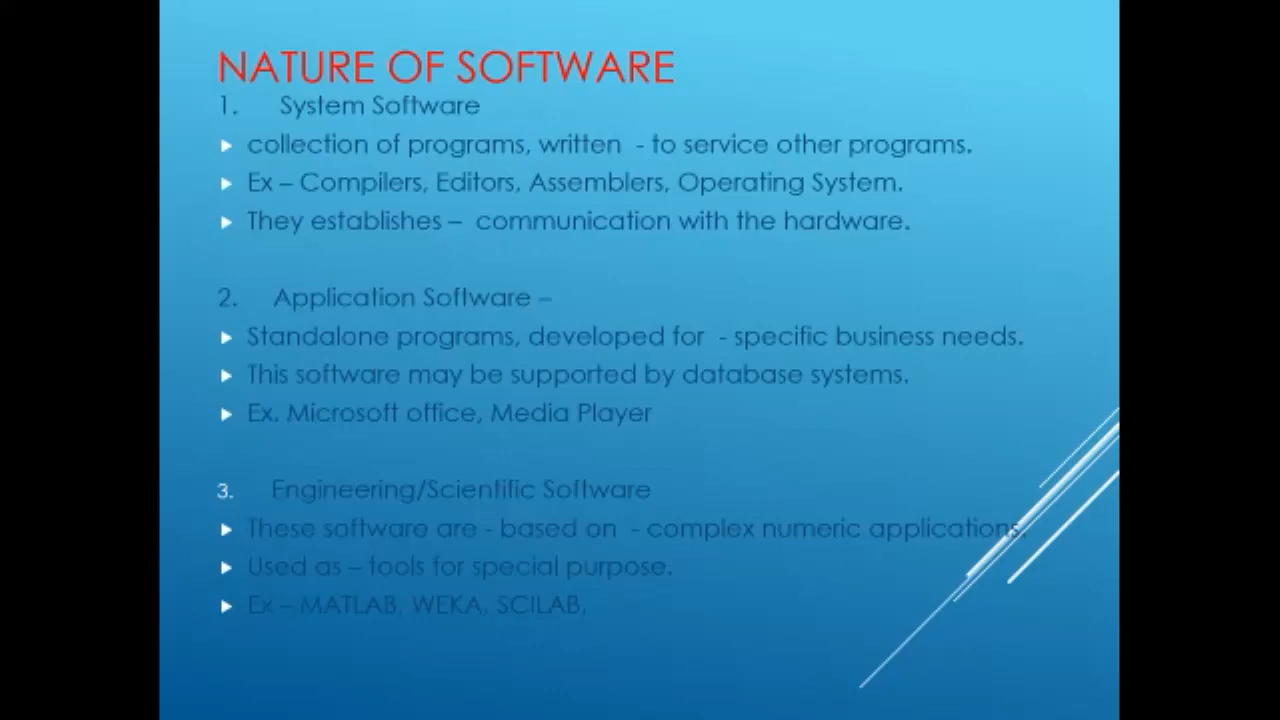 NATURE OF SOFTWARE
1. System Software
collection of programs, written - to service other programs.
Ex – Compilers, Editors, Assemblers, Operating System.
They establishes – communication with the hardware.
2. Application Software –
Standalone programs, developed for - specific business needs.
This software may be supported by database systems.
Ex. Microsoft office, Media Player
3. Engineering/Scientific Software
These software are - based on - complex numeric applications.
Used as – tools for special purpose.
Ex – MATLAB, WEKA, SCILAB,